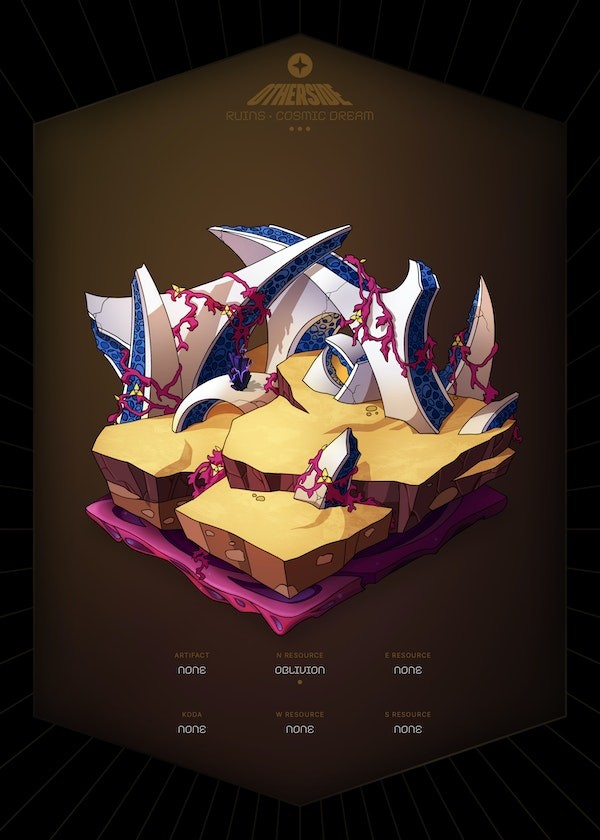 OTHERSIDE
RUINS · COSMIC DREAM
ARTIFACT N RESOURCE E RESOURCE
NONE OBLIVION NONE
KODA W RESOURCE S RESOURCE
NONE NONE NONE